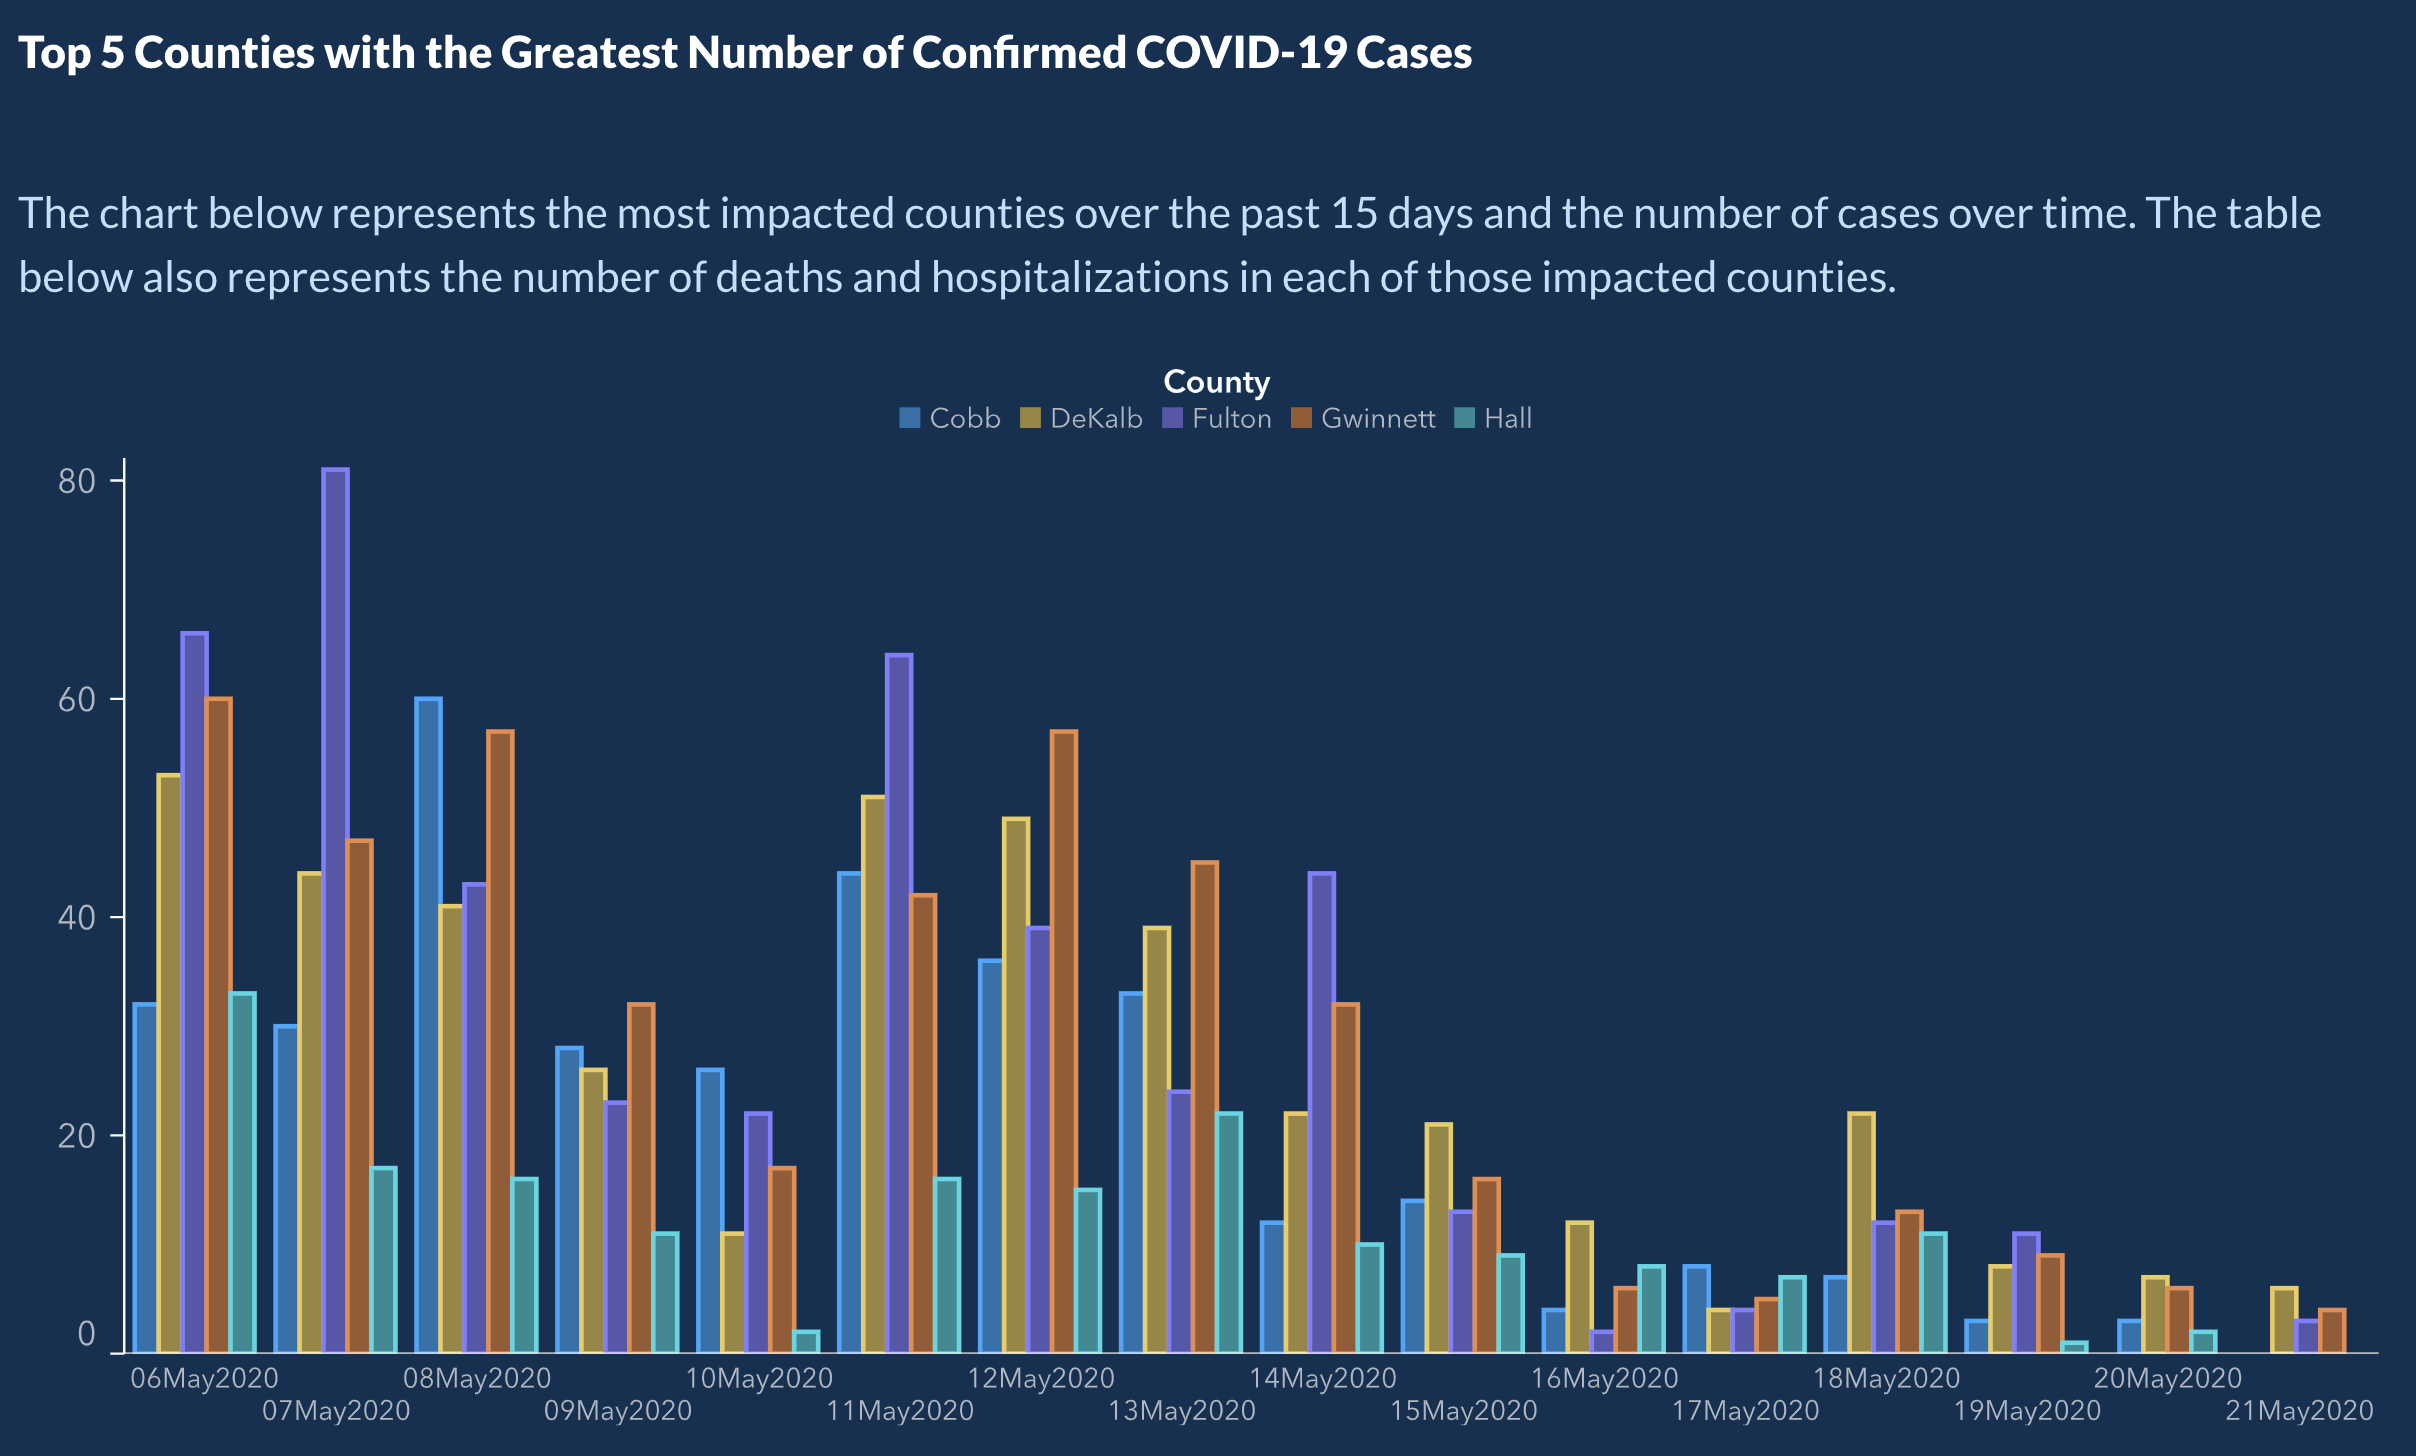 Top 5 Counties with the Greatest Number of Confirmed COVID-19 Cases
The chart below represents the most impacted counties over the past 15 days and the number of cases over time. The table
below also represents the number of deaths and hospitalizations in each of those impacted counties.
County
Cobb DeKalb Fulton Gwinnett Hall
80
60
40
20
0
06May2020 08May2020 10May2020 12May2020 14May2020 16May2020 18May2020 20May2020
07May2020 09May2020 11May2020 13May2020 15May2020 17May2020 19May2020 21May2020